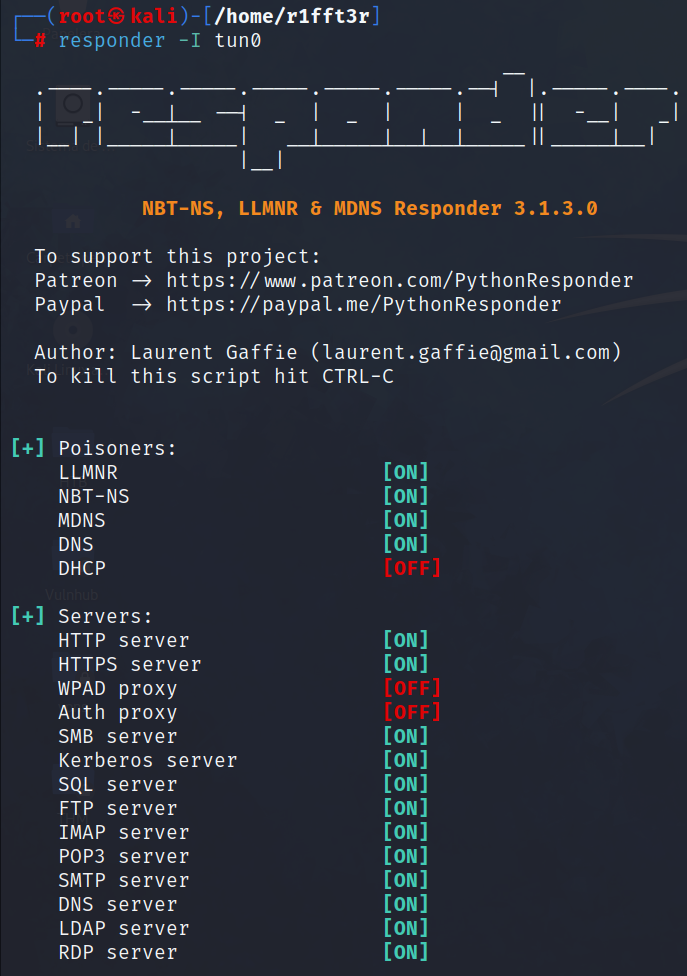 ┌──(root㉿kali)-[/home/r1fft3r]
└─# responder -I tun0
NBT-NS, LLMNR & MDNS Responder 3.1.3.0
To support this project:
Patreon -> https://www.patreon.com/PythonResponder
Paypal  -> https://paypal.me/PythonResponder
Author: Laurent Gaffie (laurent.gaffie@gmail.com)
To kill this script hit CTRL-C
[+] Poisoners:
LLMNR [ON]
NBT-NS [ON]
MDNS [ON]
DNS [ON]
DHCP [OFF]
Vulnhub
[+] Servers:
HTTP server [ON]
HTTPS server [ON]
WPAD proxy [OFF]
Auth proxy [OFF]
SMB server [ON]
Kerberos server [ON]
SQL server [ON]
FTP server [ON]
IMAP server [ON]
POP3 server [ON]
SMTP server [ON]
DNS server [ON]
LDAP server [ON]
RDP server [ON]